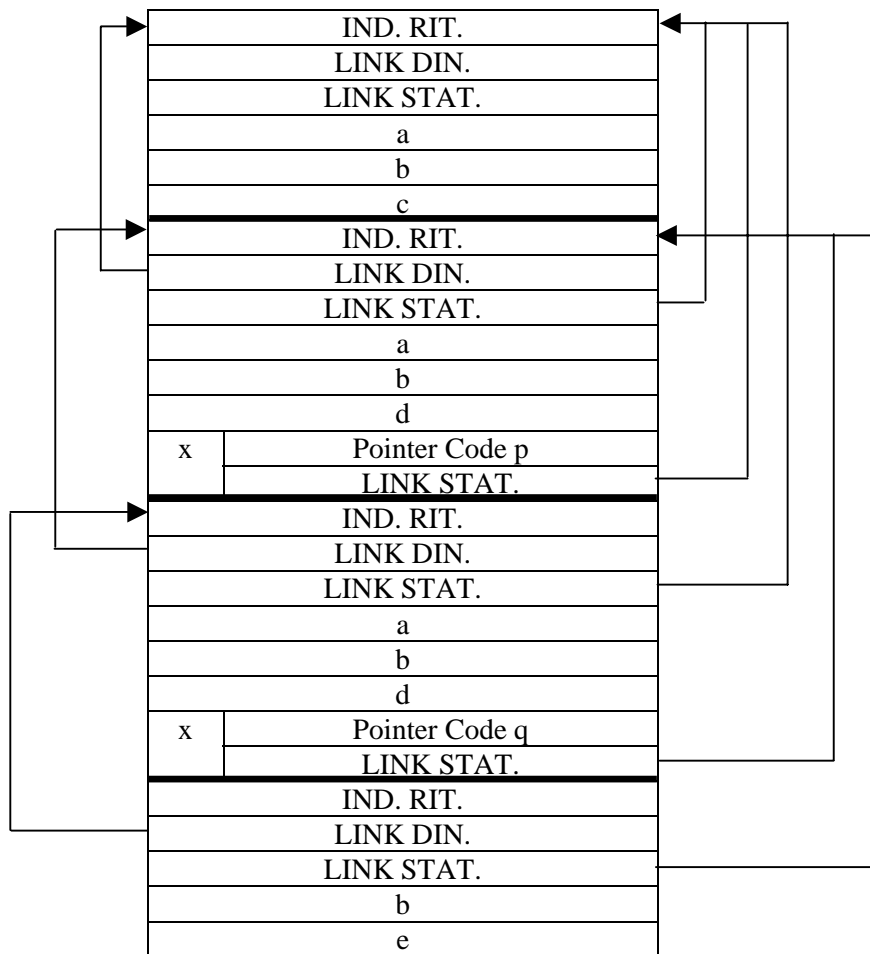 IND. RIT.
LINK DIN.
LINK STAT.
a
b
c
IND. RIT.
LINK DIN.
LINK STAT.
a
b
d
x Pointer Code p
LINK STAT.
IND. RIT.
LINK DIN.
LINK STAT.
a
b
d
x Pointer Code q
LINK STAT.
IND. RIT.
LINK DIN.
LINK STAT.
b
e